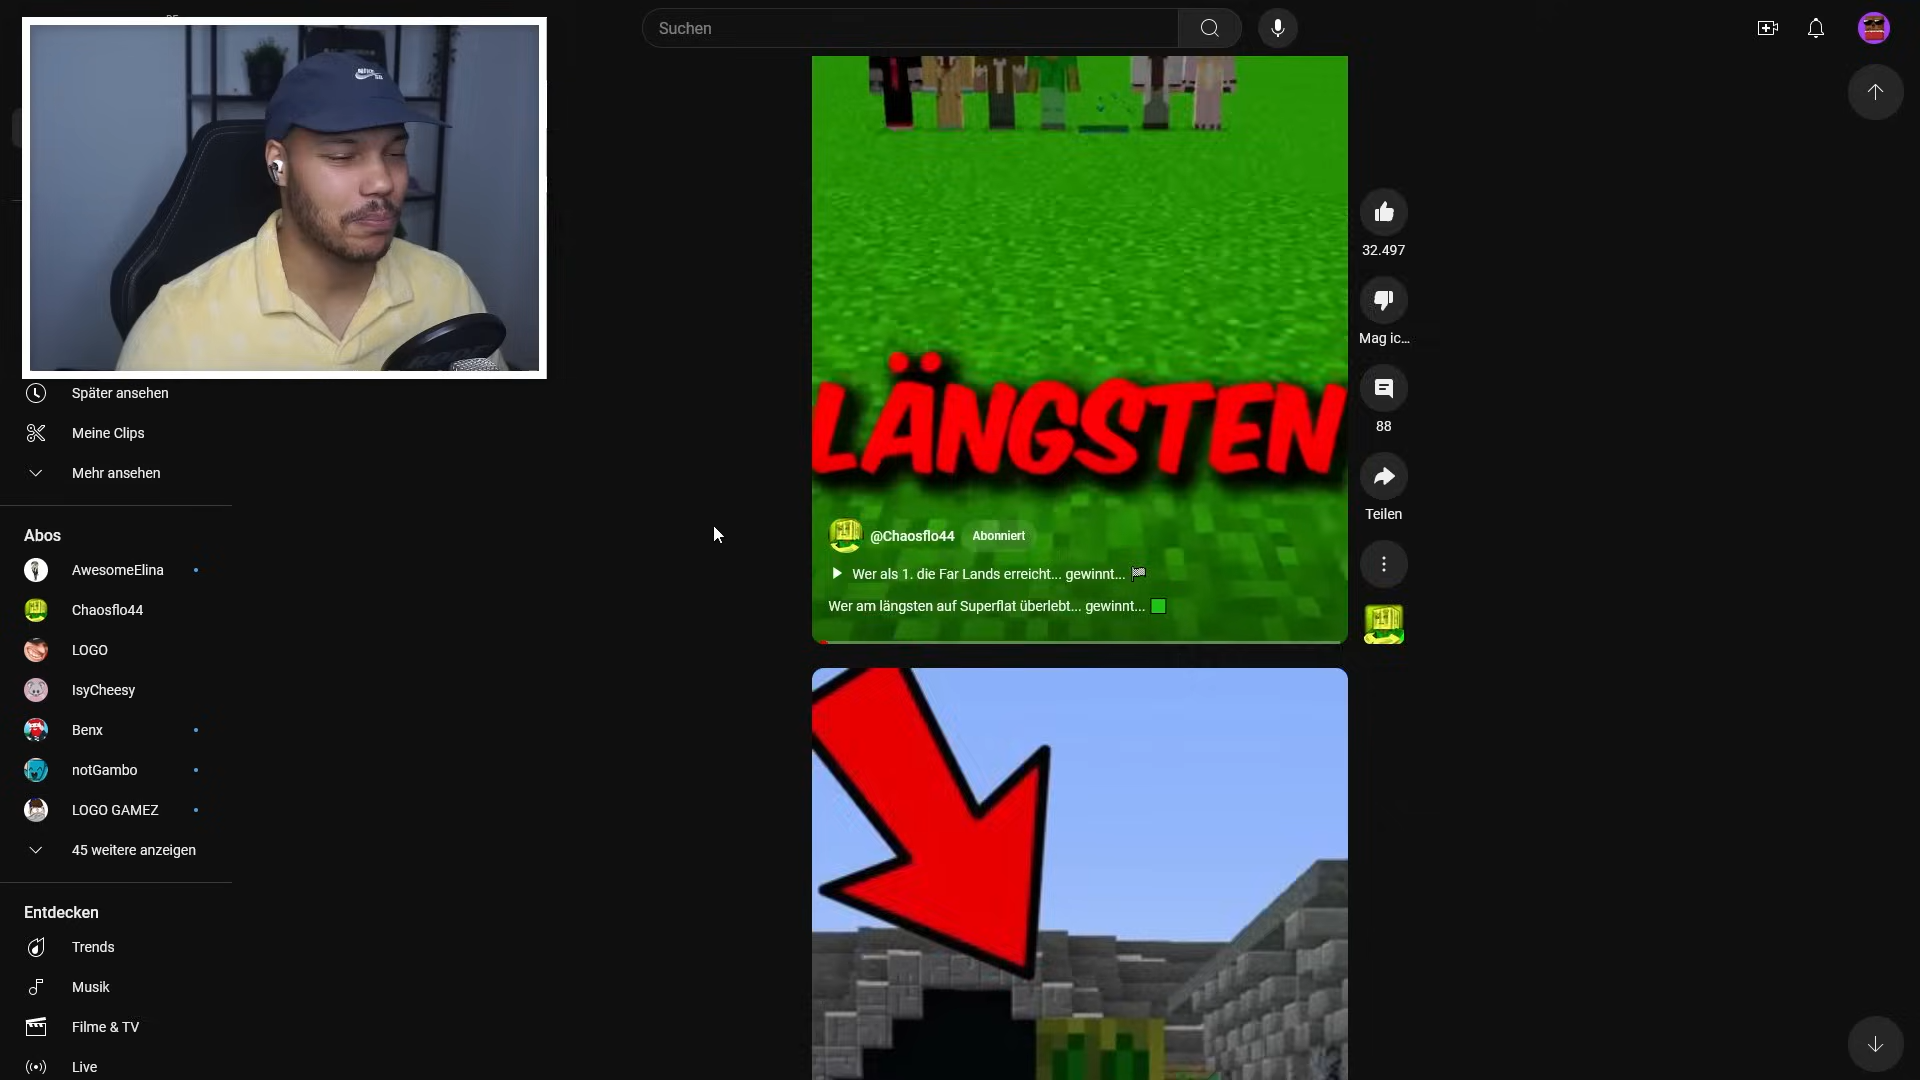 Suchen
NIKE SB
32.497
Mag ic...
88
Teilen
LÄNGSTEN
@Chaosflo44 Abonniert
Wer als 1. die Far Lands erreicht... gewinnt...
Wer am längsten auf Superflat überlebt... gewinnt...
Später ansehen
Meine Clips
Mehr ansehen
Abos
AwesomeElina
Chaosflo44
LOGO
IsyCheesy
Benx
notGambo
LOGO GAMEZ
45 weitere anzeigen
Entdecken
Trends
Musik
Filme & TV
Live